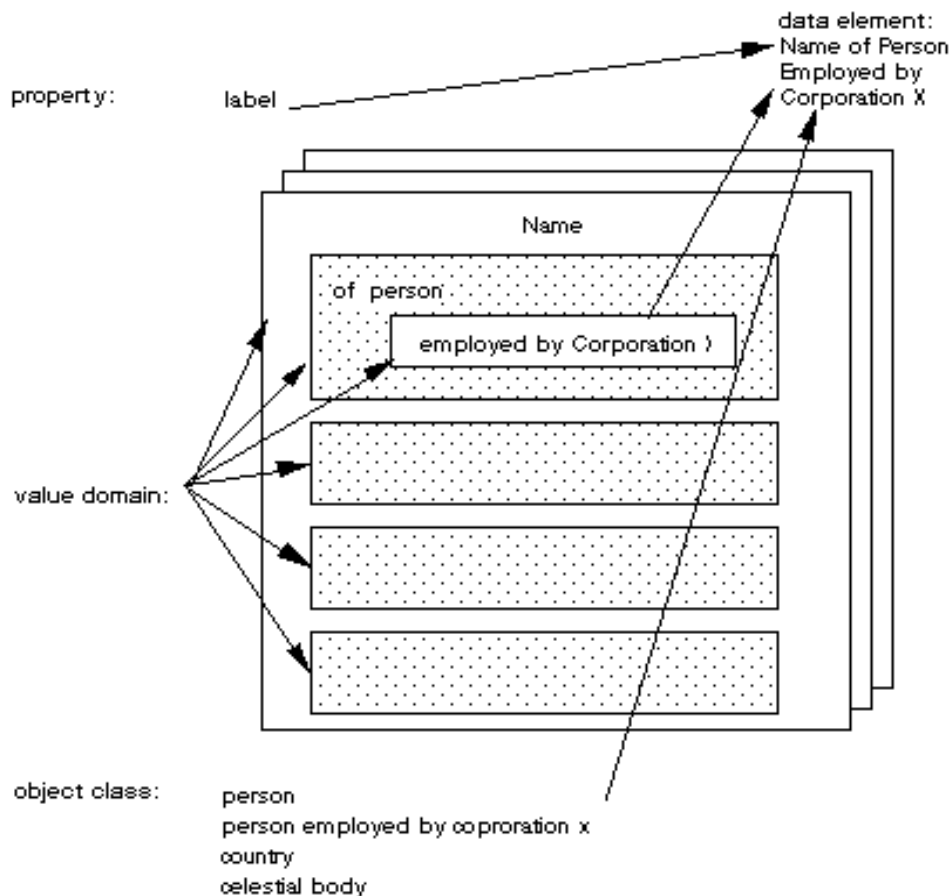 data element:
Name of Person
Employed by
Corporation X
property:
label
Name
of person
employed by Corporation )
value domain:
object class:
person
person employed by coproration x
country
celestial body